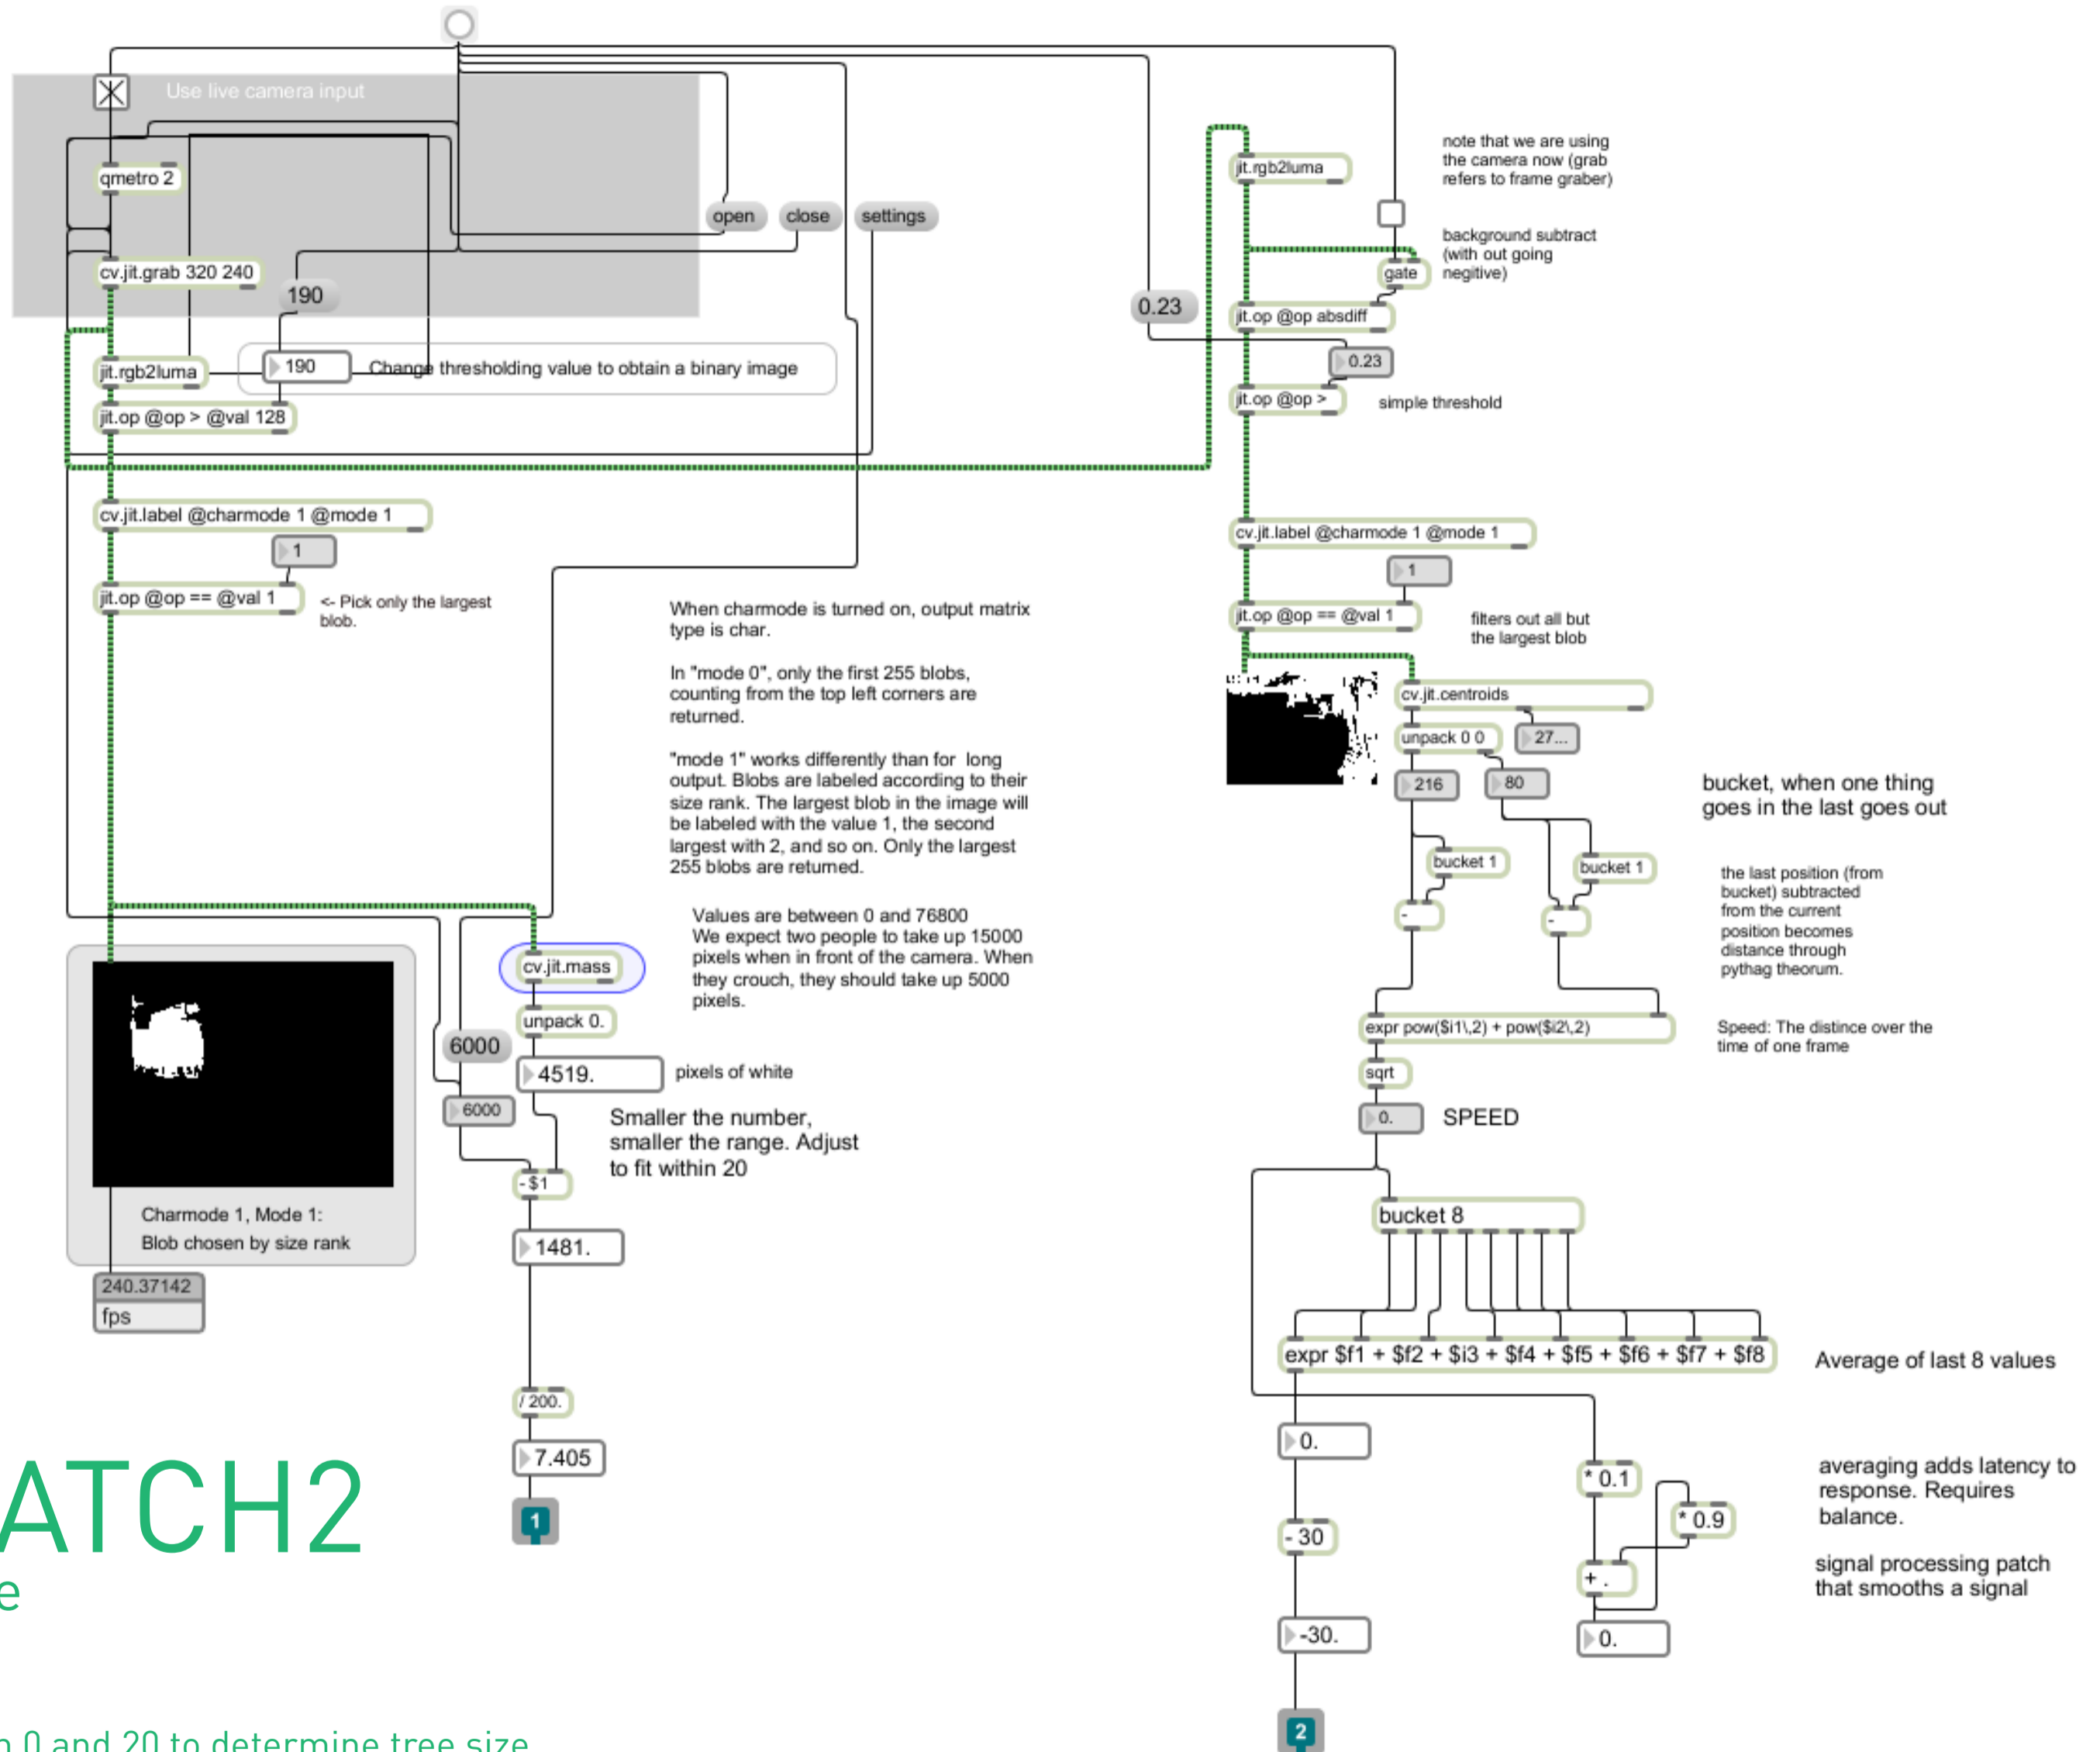 Use live camera input
qmetro 2
open
close
settings
cv.jit.grab 320 240
190
jit.rgb2luma
190
Change thresholding value to obtain a binary image
jit.op @op > @val 128
cv.jit.label @charmode 1 @mode 1
1
jit.op @op == @val 1
<- Pick only the largest
blob.
When charmode is turned on, output matrix
type is char.
In "mode 0", only the first 255 blobs,
counting from the top left corners are
returned.
"mode 1" works differently than for long
output. Blobs are labeled according to their
size rank. The largest blob in the image will
be labeled with the value 1, the second
largest with 2, and so on. Only the largest
255 blobs are returned.
Values are between 0 and 76800
We expect two people to take up 15000
pixels when in front of the camera. When
they crouch, they should take up 5000
pixels.
cv.jit.mass
unpack 0.
6000
4519.
pixels of white
6000
Smaller the number,
smaller the range. Adjust
to fit within 20
- $1
1481.
Charmode 1, Mode 1:
Blob chosen by size rank
240.37142
fps
/ 200.
7.405
1
ATCH2
e
n 0 and 20 to determine tree size
jit.rgb2luma
note that we are using
the camera now (grab
refers to frame graber)
background subtract
(with out going
negitive)
gate
0.23
jit.op @op absdiff
0.23
jit.op @op >
simple threshold
cv.jit.label @charmode 1 @mode 1
1
jit.op @op == @val 1
filters out all but
the largest blob
cv.jit.centroids
unpack 0 0
27...
216
80
bucket, when one thing
goes in the last goes out
bucket 1
bucket 1
-
-
the last position (from
bucket) subtracted
from the current
position becomes
distance through
pythag theorum.
expr pow($i1\,2) + pow($i2\,2)
Speed: The distince over the
time of one frame
sqrt
0.
SPEED
bucket 8
expr $f1 + $f2 + $i3 + $f4 + $f5 + $f6 + $f7 + $f8
Average of last 8 values
0.
* 0.1
* 0.9
averaging adds latency to
response. Requires
balance.
- 30
+ .
signal processing patch
that smooths a signal
-30.
0.
2